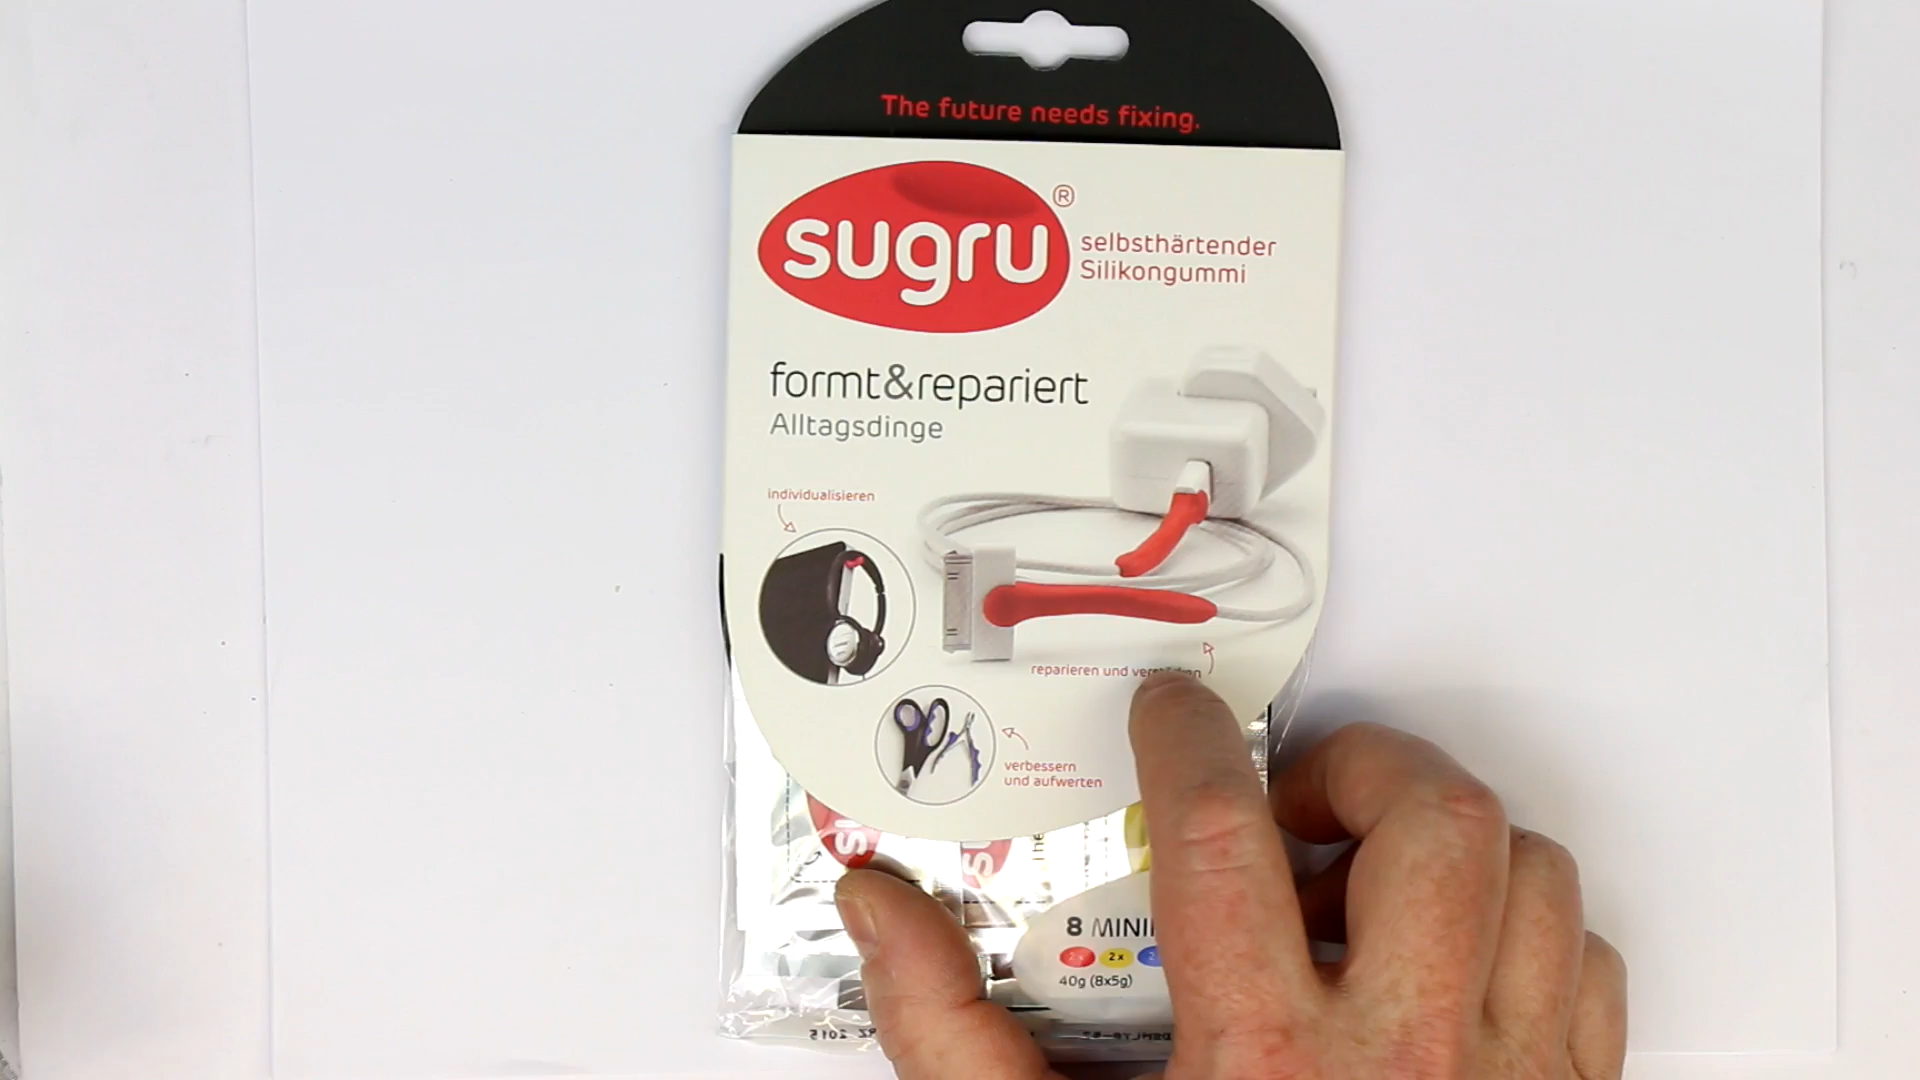 The future needs fixing.
sugru®
selbsthärtender
Silikongummi
formt&repariert
Alltagsdinge
individualisieren
reparieren und
verbessern
und aufwerten
8
2x 2x
40g (8x5g)